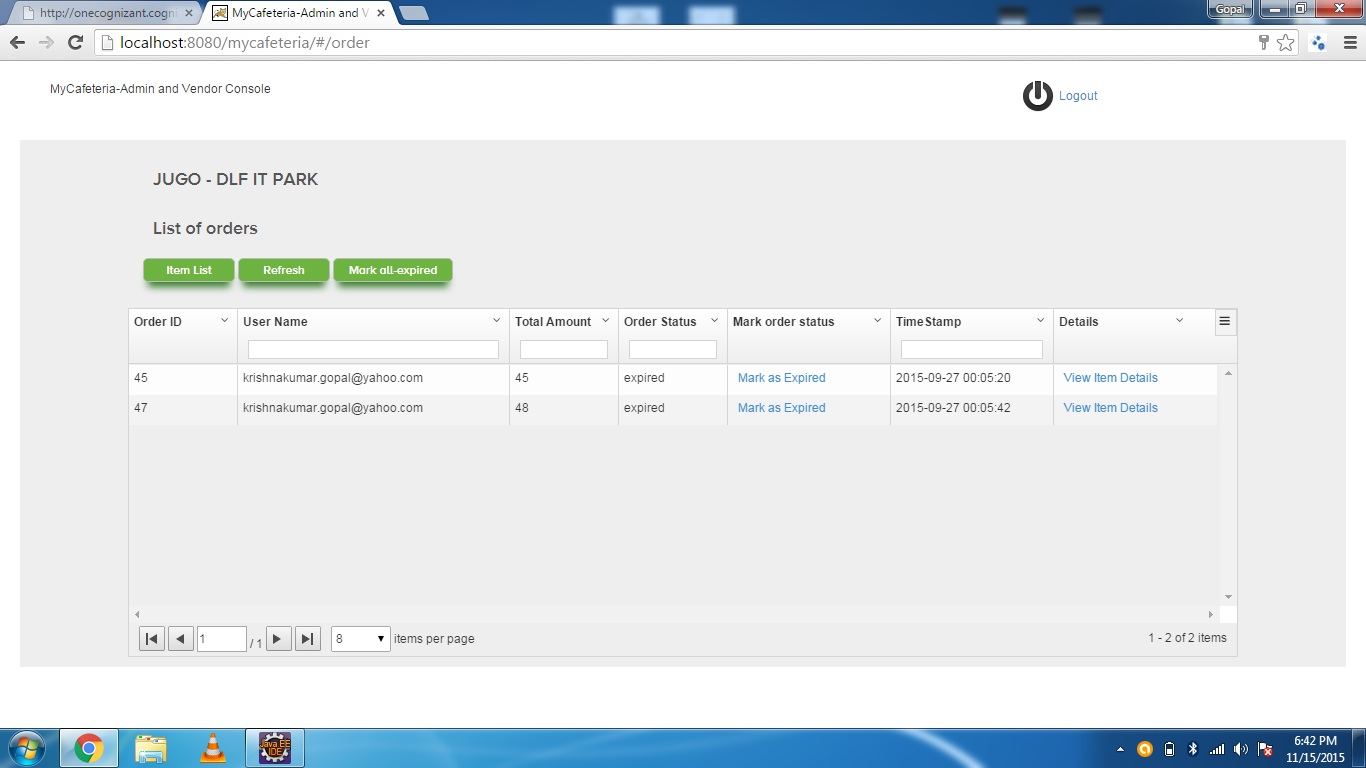 http://onecognizant.cogni
MyCafeteria-Admin and V
Gopal
localhost:8080/mycafeteria/#/order
MyCafeteria-Admin and Vendor Console
Logout
JUGO - DLF IT PARK
List of orders
Item List Refresh Mark all-expired
Order ID User Name Total Amount Order Status Mark order status TimeStamp Details
45 krishnakumar.gopal@yahoo.com 45 expired Mark as Expired 2015-09-27 00:05:20 View Item Details
47 krishnakumar.gopal@yahoo.com 48 expired Mark as Expired 2015-09-27 00:05:42 View Item Details
1 / 1 8 items per page 1 - 2 of 2 items
Java EE
IDE
6:42 PM
11/15/2015